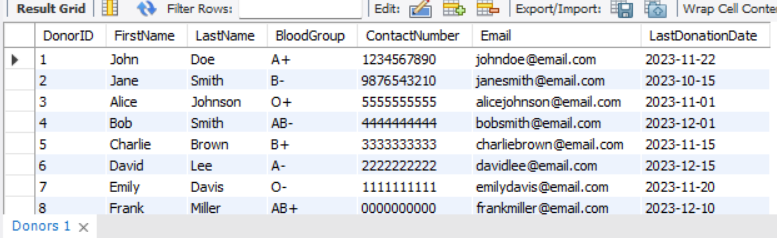 Result Grid Filter Rows: Edit: Export/Import: Wrap Cell Conte
DonorID FirstName LastName BloodGroup ContactNumber Email LastDonationDate
1 John Doe A+ 1234567890 johndoe@email.com 2023-11-22
2 Jane Smith B- 9876543210 janesmith@email.com 2023-10-15
3 Alice Johnson O+ 5555555555 alicejohnson@email.com 2023-11-01
4 Bob Smith AB- 4444444444 bobsmith@email.com 2023-12-01
5 Charlie Brown B+ 3333333333 charliebrown@email.com 2023-11-15
6 David Lee A- 2222222222 davidlee@email.com 2023-12-15
7 Emily Davis O- 1111111111 emilydavis@email.com 2023-11-20
8 Frank Miller AB+ 0000000000 frankmiller@email.com 2023-12-10
Donors 1